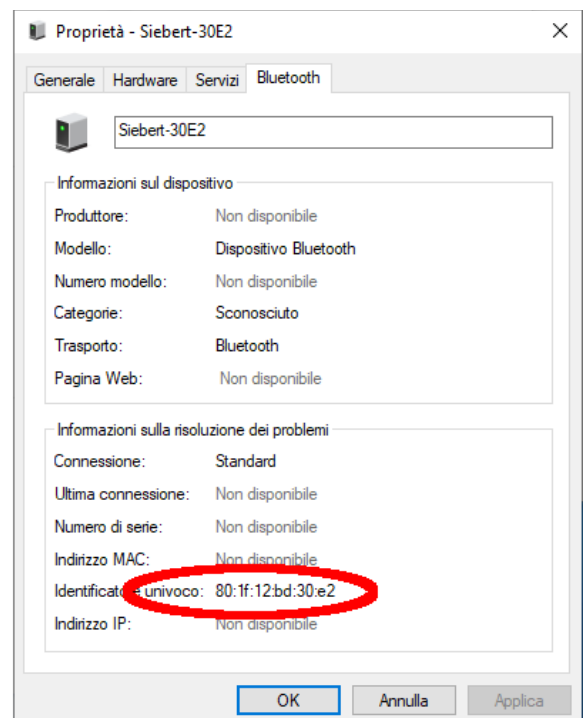 Proprietà - Siebert-30E2
Generale Hardware Servizi Bluetooth
Siebert-30E2
Informazioni sul dispositivo
Produttore: Non disponibile
Modello: Dispositivo Bluetooth
Numero modello: Non disponibile
Categorie: Sconosciuto
Trasporto: Bluetooth
Pagina Web: Non disponibile
Informazioni sulla risoluzione dei problemi
Connessione: Standard
Ultima connessione: Non disponibile
Numero di serie: Non disponibile
Indirizzo MAC: Non disponibile
Identificatore univoco: 80:1f:12:bd:30:e2
Indirizzo IP: Non disponibile
OK Annulla Applica